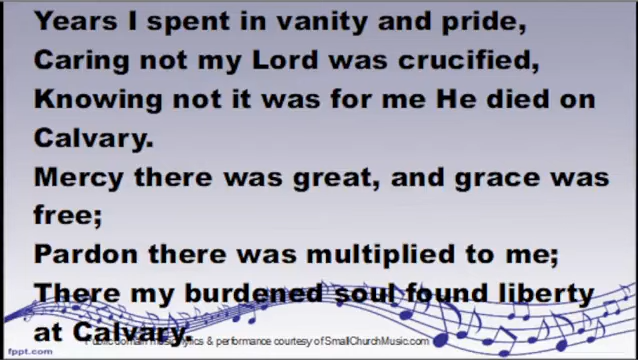 Years I spent in vanity and pride,
Caring not my Lord was crucified,
Knowing not it was for me He died on
Calvary.
Mercy there was great, and grace was
free;
Pardon there was multiplied to me;
There my burdened soul found liberty
at Calvary.
Public domain music, lyrics & performance courtesy of SmallChurchMusic.com
fppt.com